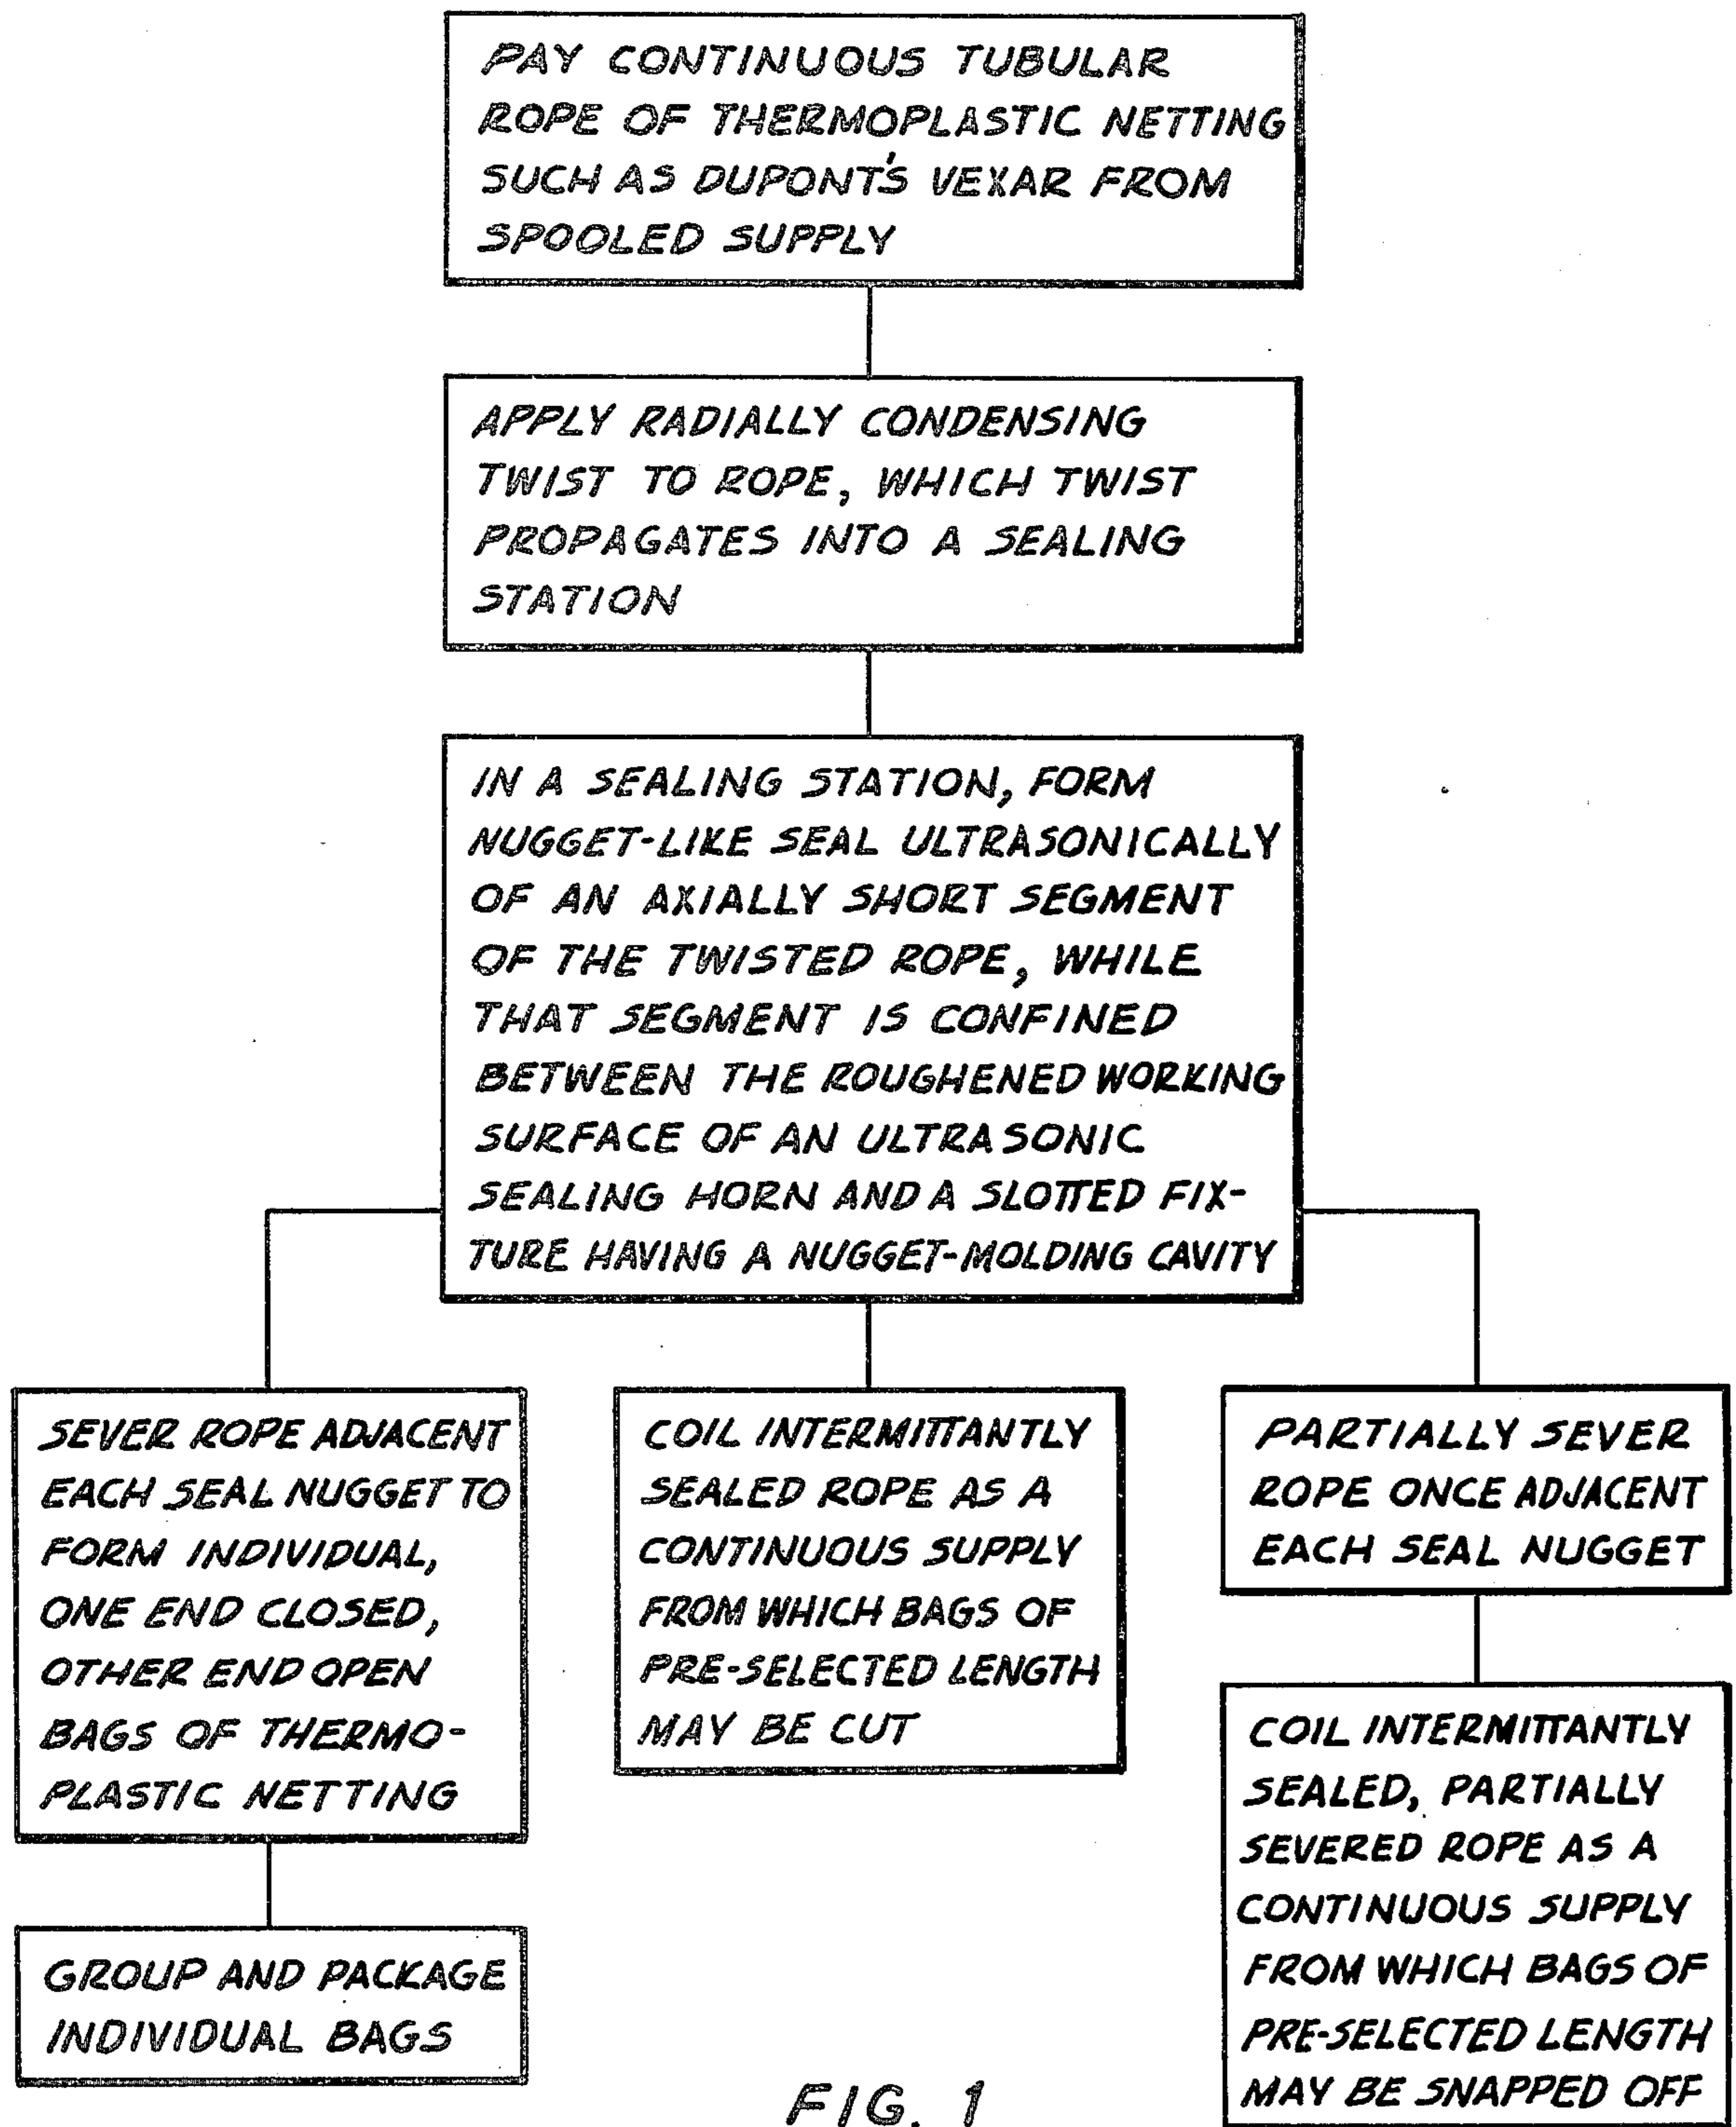 PAY CONTINUOUS TUBULAR
ROPE OF THERMOPLASTIC NETTING
SUCH AS DUPONT'S VEXAR FROM
SPOOLED SUPPLY
APPLY RADIALLY CONDENSING
TWIST TO ROPE, WHICH TWIST
PROPAGATES INTO A SEALING
STATION
IN A SEALING STATION, FORM
NUGGET-LIKE SEAL ULTRASONICALLY
OF AN AXIALLY SHORT SEGMENT
OF THE TWISTED ROPE, WHILE
THAT SEGMENT IS CONFINED
BETWEEN THE ROUGHENED WORKING
SURFACE OF AN ULTRASONIC
SEALING HORN AND A SLOTTED FIX-
TURE HAVING A NUGGET-MOLDING CAVITY
SEVER ROPE ADJACENT
EACH SEAL NUGGET TO
FORM INDIVIDUAL,
ONE END CLOSED,
OTHER END OPEN
BAGS OF THERMO-
PLASTIC NETTING
GROUP AND PACKAGE
INDIVIDUAL BAGS
COIL INTERMITTANTLY
SEALED ROPE AS A
CONTINUOUS SUPPLY
FROM WHICH BAGS OF
PRE-SELECTED LENGTH
MAY BE CUT
PARTIALLY SEVER
ROPE ONCE ADJACENT
EACH SEAL NUGGET
COIL INTERMITTANTLY
SEALED, PARTIALLY
SEVERED ROPE AS A
CONTINUOUS SUPPLY
FROM WHICH BAGS OF
PRE-SELECTED LENGTH
MAY BE SNAPPED OFF
FIG. 1